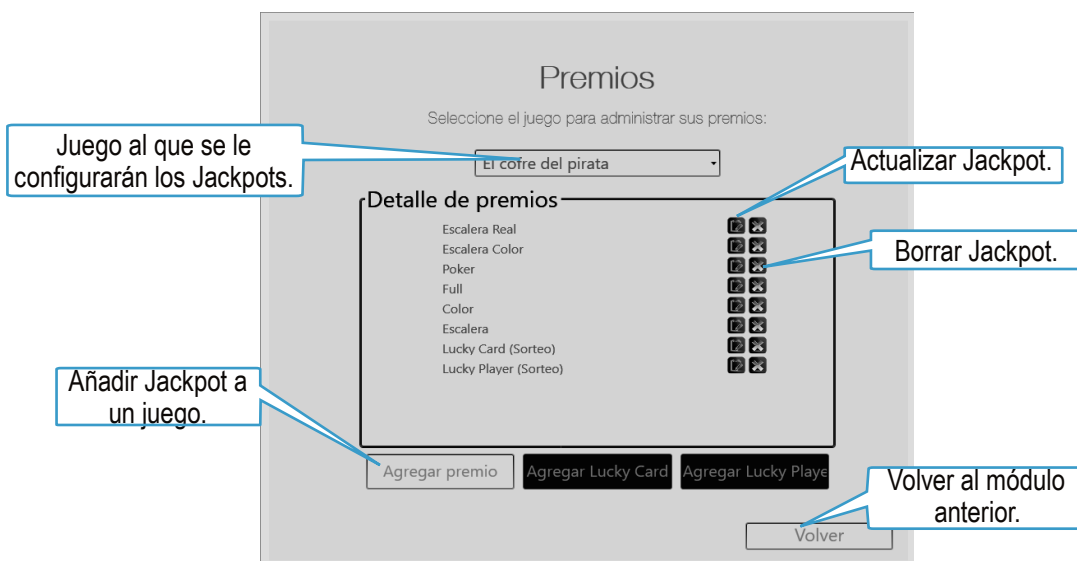 Premios
Seleccione el juego para administrar sus premios:
Juego al que se le
configurarán los Jackpots.
El cofre del pirata
Actualizar Jackpot.
Detalle de premios
Escalera Real
Escalera Color
Borrar Jackpot.
Poker
Full
Color
Escalera
Lucky Card (Sorteo)
Lucky Player (Sorteo)
Añadir Jackpot a
un juego.
Agregar premio
Agregar Lucky Card
Agregar Lucky Playe
Volver al módulo
anterior.
Volver